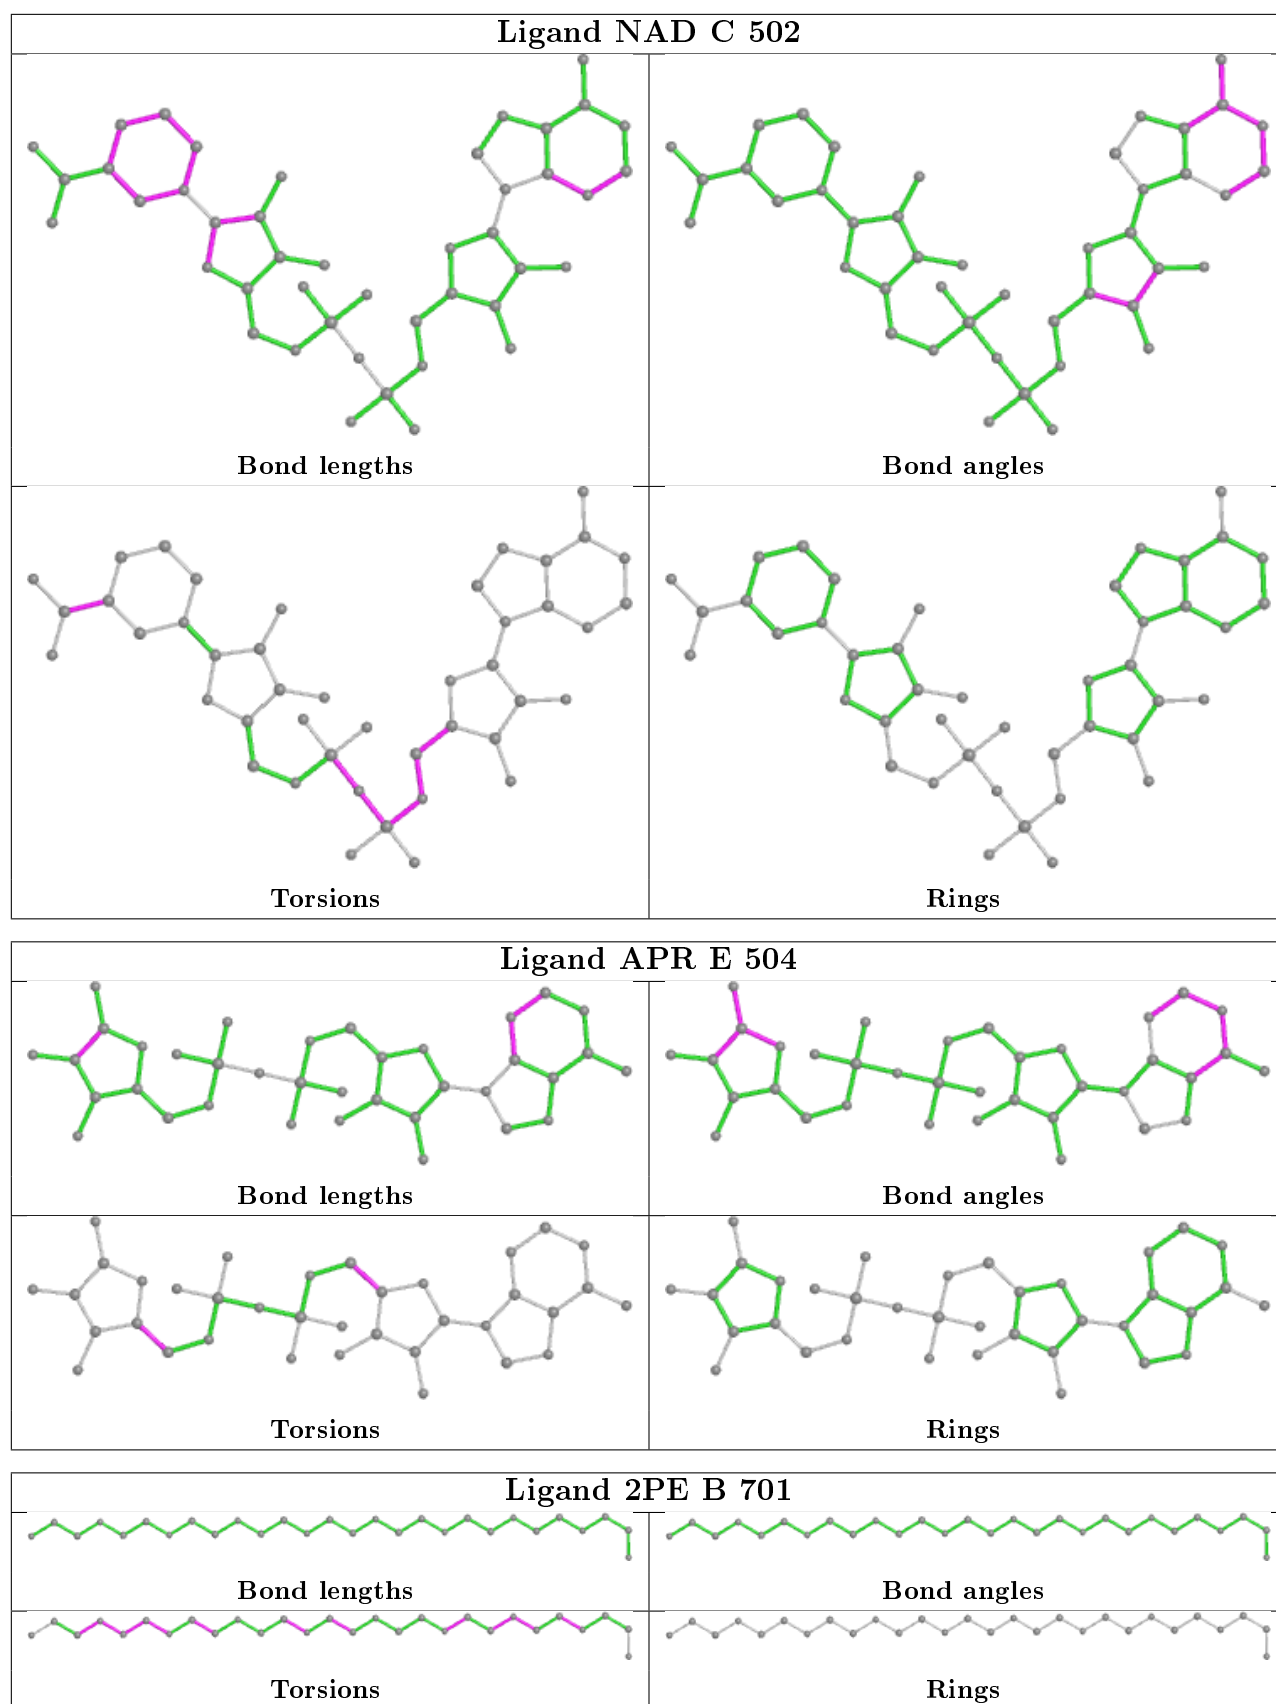 Ligand NAD C 502
Bond lengths
Bond angles
Torsions
Rings
Ligand APR E 504
Bond lengths
Bond angles
Torsions
Rings
Ligand 2PE B 701
Bond lengths
Bond angles
Torsions
Rings